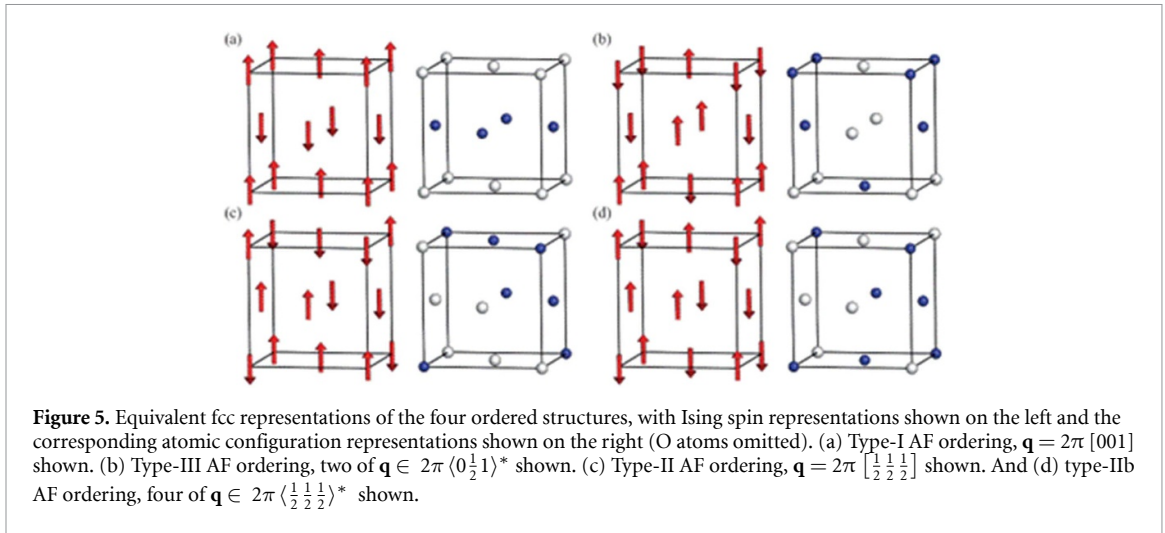 (a)
(b)
(c)
(d)
Figure 5. Equivalent fcc representations of the four ordered structures, with Ising spin representations shown on the left and the
corresponding atomic configuration representations shown on the right (O atoms omitted). (a) Type-I AF ordering, q = 2π [001]
shown. (b) Type-III AF ordering, two of q ∈ 2π ⟨0½1⟩* shown. (c) Type-II AF ordering, q = 2π [½ ½ ½] shown. And (d) type-IIb
AF ordering, four of q ∈ 2π ⟨½ ½ ½⟩* shown.